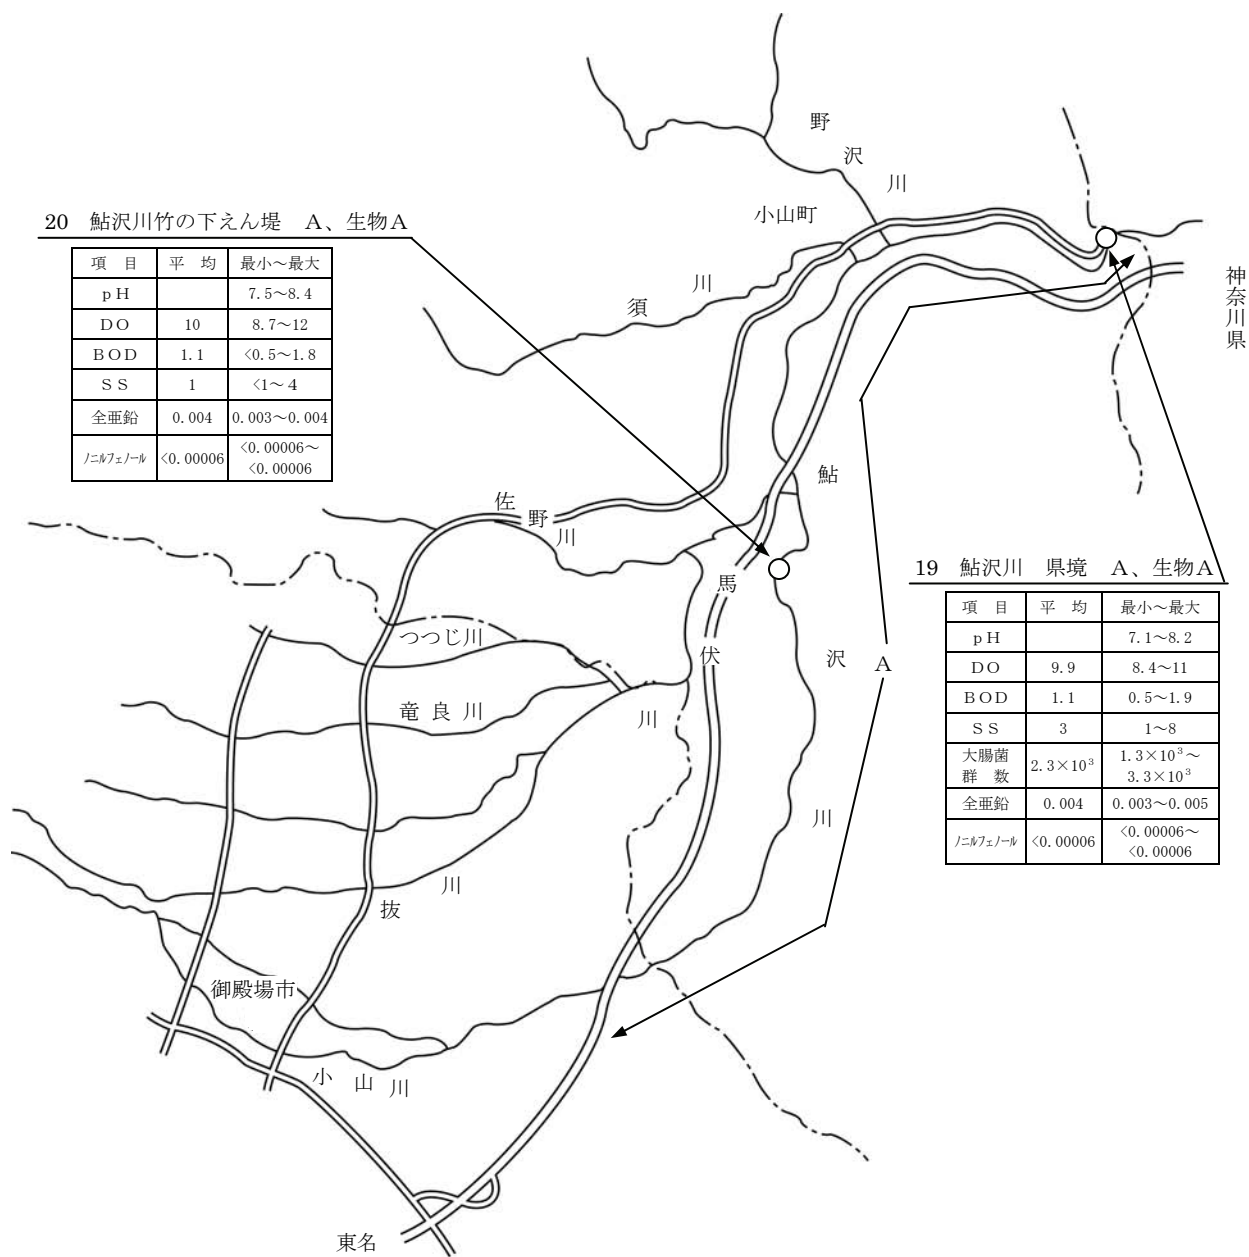 野
沢
川
小山町
20 鮎沢川竹の下えん堤 A、生物A
項 目 平 均 最小～最大
pH 7.5～8.4
DO 10 8.7～12
BOD 1.1 <0.5～1.8
SS 1 <1～4
全亜鉛 0.004 0.003～0.004
ﾉﾆﾙﾌｪﾉｰﾙ <0.00006 <0.00006～
<0.00006
川
須
神奈川県
鮎
佐
野
川
馬
伏
沢
A
川
19 鮎沢川 県境 A、生物A
項 目 平 均 最小～最大
pH 7.1～8.2
DO 9.9 8.4～11
BOD 1.1 0.5～1.9
SS 3 1～8
大腸菌
群 数 2.3×10³ 1.3×10³～
3.3×10³
全亜鉛 0.004 0.003～0.005
ﾉﾆﾙﾌｪﾉｰﾙ <0.00006 <0.00006～
<0.00006
つつじ川
竜良川
川
川
抜
御殿場市
小山川
東名